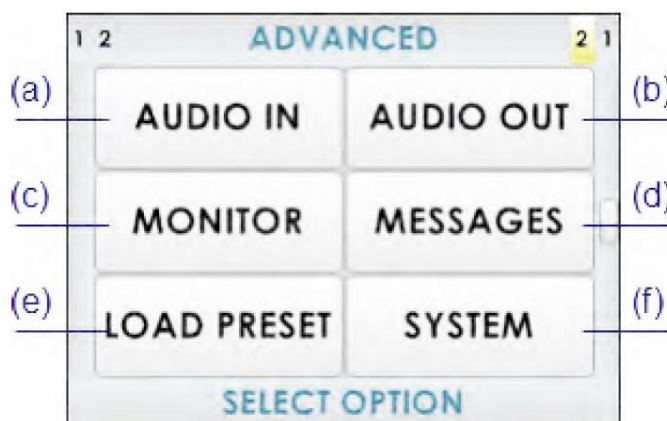 1 2 ADVANCED 2 1
(a) AUDIO IN AUDIO OUT (b)
(c) MONITOR MESSAGES (d)
(e) LOAD PRESET SYSTEM (f)
SELECT OPTION